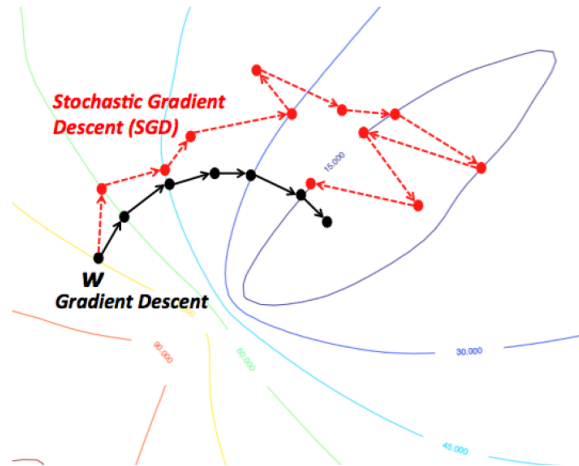 Stochastic Gradient
Descent (SGD)
15.000
W
Gradient Descent
90.000
60.000
30.000
45.000